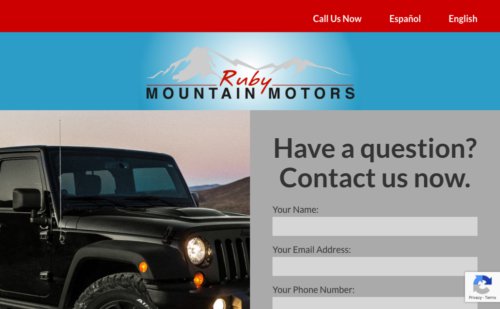 Call Us Now Español English
Ruby
MOUNTAIN MOTORS
Have a question?
Contact us now.
Your Name:
Your Email Address:
Your Phone Number:
Privacy - Terms